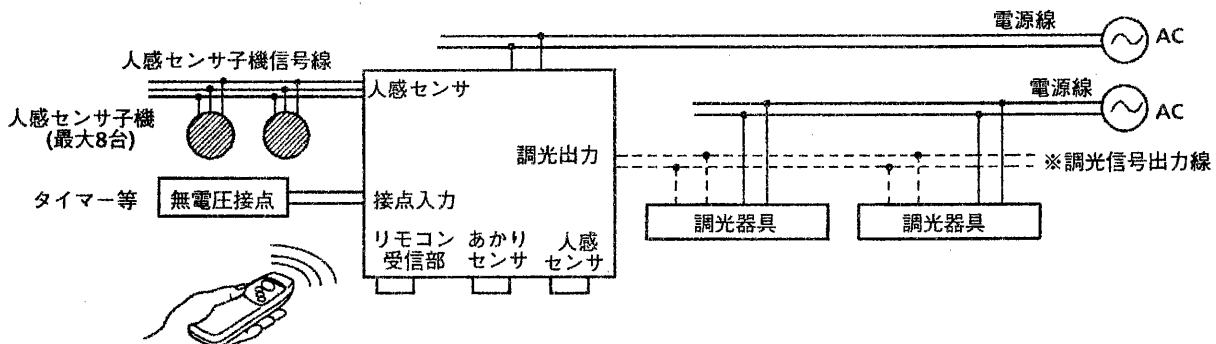 電源線
AC
人感センサ子機信号線
人感センサ
電源線
AC
人感センサ子機
(最大8台)
調光出力
※調光信号出力線
タイマー等
無電圧接点
接点入力
調光器具
調光器具
リモコン
受信部
あかり
センサ
人感
センサ